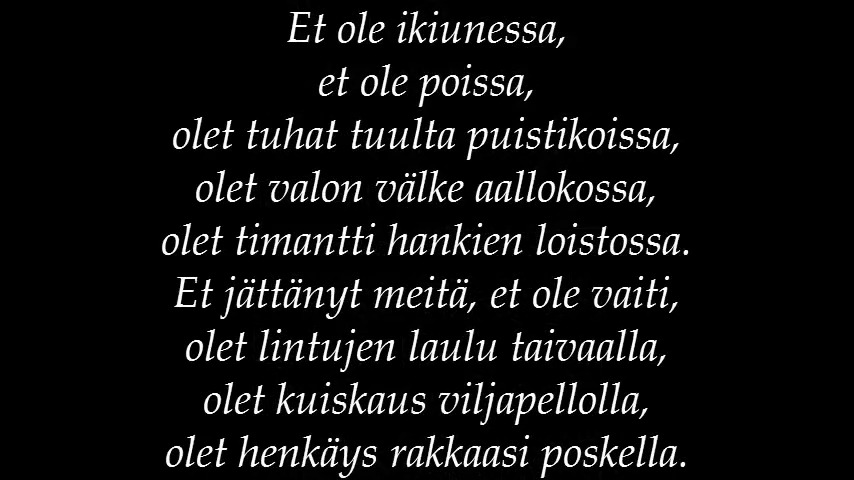 Et ole ikiunessa,
et ole poissa,
olet tuhat tuulta puistikoissa,
olet valon välke aallokossa,
olet timantti hankien loistossa.
Et jättänyt meitä, et ole vaiti,
olet lintujen laulu taivaalla,
olet kuiskaus viljapellolla,
olet henkäys rakkaasi poskella.